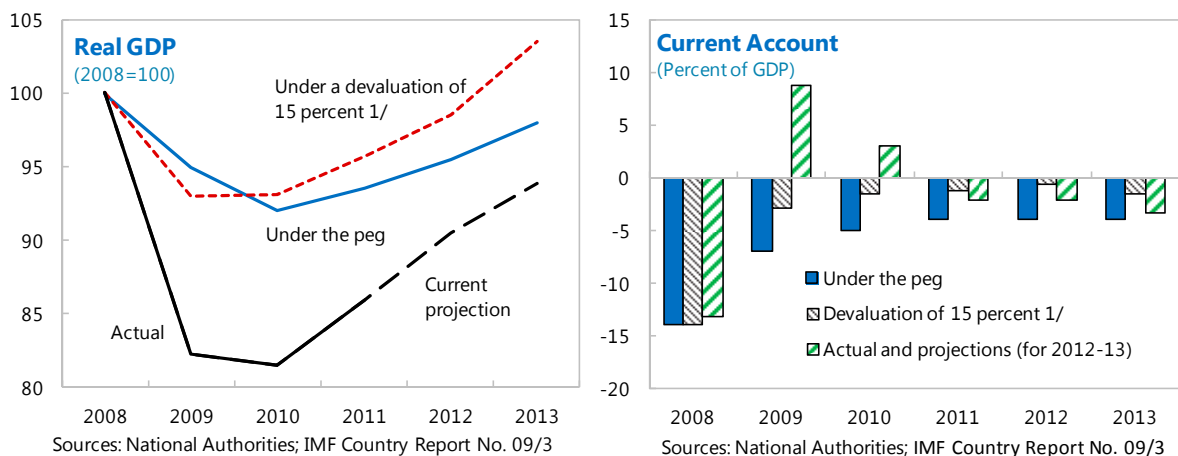 Real GDP
(2008=100)
105
100
95
90
85
80
Under a devaluation of
15 percent 1/
Under the peg
Current
projection
Actual
2008 2009 2010 2011 2012 2013
Sources: National Authorities; IMF Country Report No. 09/3
Current Account
(Percent of GDP)
15
10
5
0
-5
-10
-15
-20
Under the peg
Devaluation of 15 percent 1/
Actual and projections (for 2012-13)
2008 2009 2010 2011 2012 2013
Sources: National Authorities; IMF Country Report No. 09/3